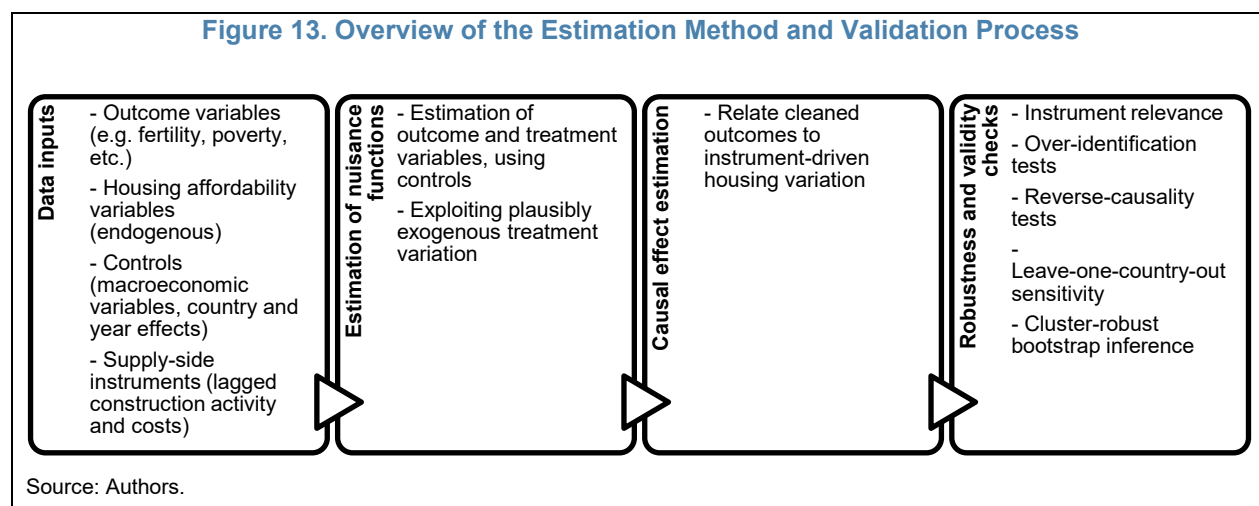 Figure 13. Overview of the Estimation Method and Validation Process
Data inputs
- Outcome variables
(e.g. fertility, poverty,
etc.)
- Housing affordability
variables
(endogenous)
- Controls
(macroeconomic
variables, country and
year effects)
- Supply-side
instruments (lagged
construction activity
and costs)
Estimation of nuisance
functions
- Estimation of
outcome and treatment
variables, using
controls
- Exploiting plausibly
exogenous treatment
variation
Causal effect estimation
- Relate cleaned
outcomes to
instrument-driven
housing variation
Robustness and validity
checks
- Instrument relevance
- Over-identification
tests
- Reverse-causality
tests
-
Leave-one-country-out
sensitivity
- Cluster-robust
bootstrap inference
Source: Authors.